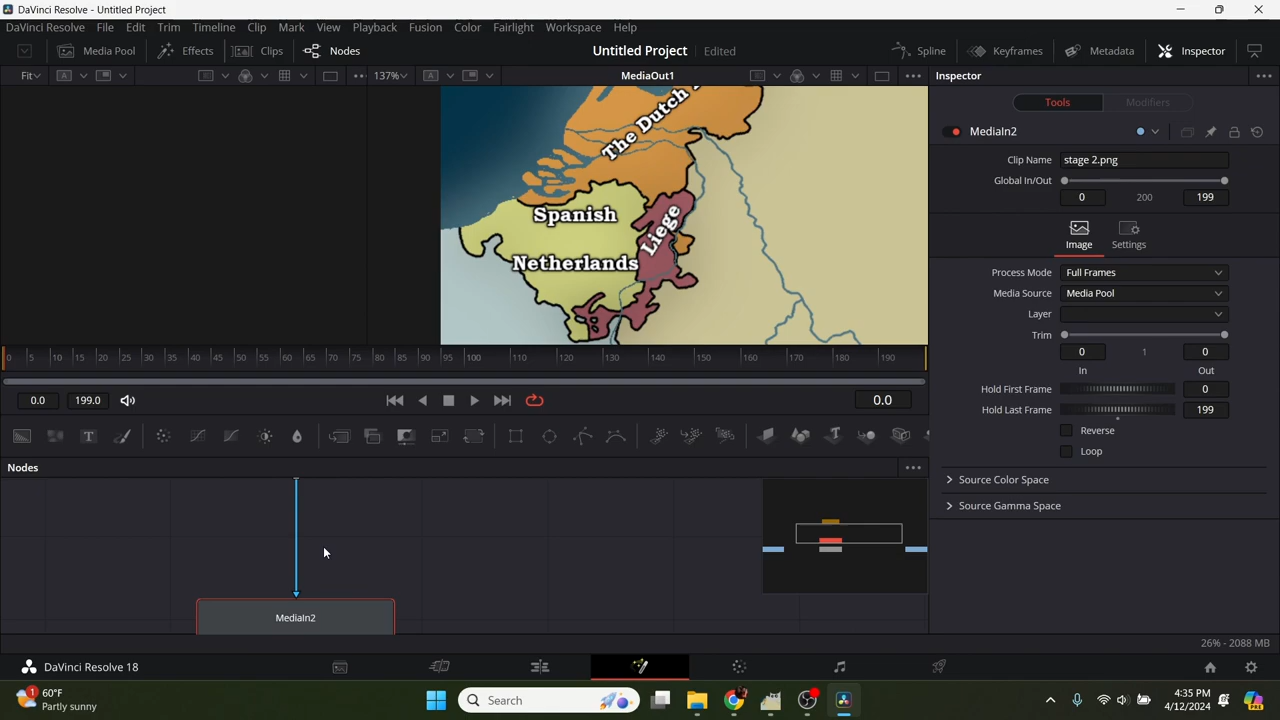 DaVinci Resolve - Untitled Project
DaVinci Resolve File Edit Trim Timeline Clip Mark View Playback Fusion Color Fairlight Workspace Help
Media Pool Effects Clips Nodes Untitled Project Edited Spline Keyframes Metadata Inspector
Fit 137% MediaOut1 Inspector
Tools Modifiers
MediaIn2
Clip Name stage 2.png
Global In/Out
0 200 199
Image Settings
Process Mode Full Frames
Media Source Media Pool
Layer
Trim
0 1 0
In Out
Hold First Frame 0
Hold Last Frame 199
Reverse
Loop
Source Color Space
Source Gamma Space
The Dutch
Spanish
Netherlands
Liege
0 5 10 15 20 25 30 35 40 45 50 55 60 65 70 75 80 85 90 95 100 110 120 130 140 150 160 170 180 190
0.0 199.0 0.0
Nodes
MediaIn2
26% - 2088 MB
DaVinci Resolve 18
1
60°F
Partly sunny
Search
4:35 PM
4/12/2024